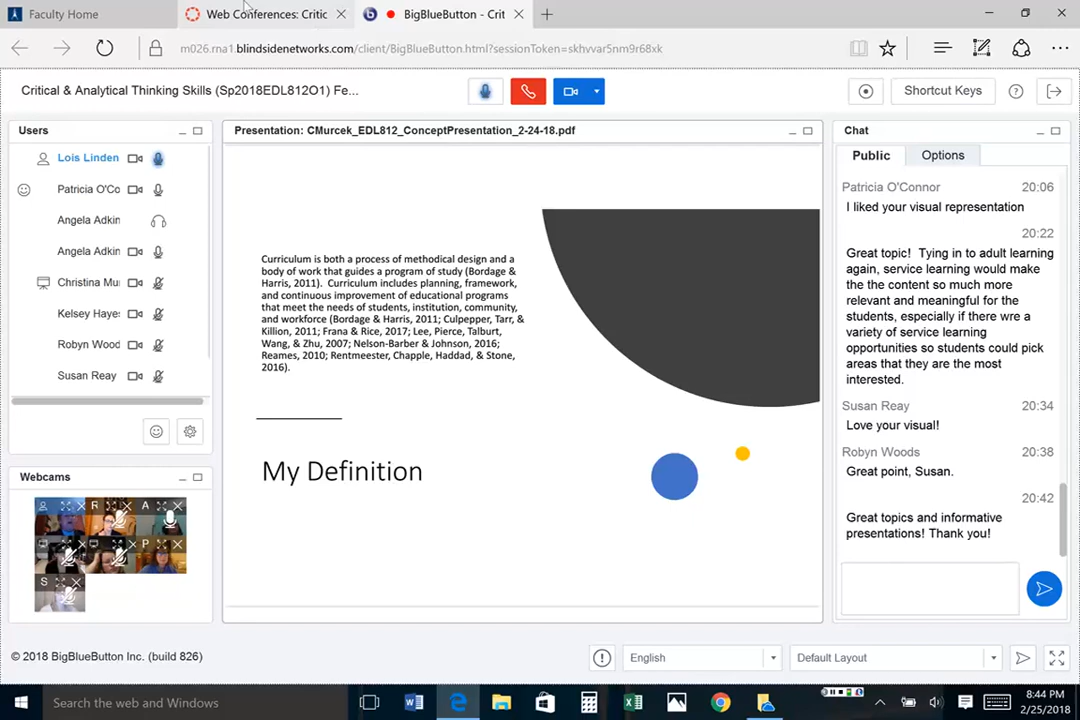 Faculty Home
Web Conferences: Critic
BigBlueButton - Crit
m026.rna1.blindsidenetworks.com/client/BigBlueButton.html?sessionToken=skhvvar5nm9r68xk
Critical & Analytical Thinking Skills (Sp2018EDL812O1) Fe...
Shortcut Keys
Users
Lois Linden
Patricia O'Co
Angela Adkin
Angela Adkin
Christina Mu
Kelsey Haye
Robyn Wood
Susan Reay
Webcams
R
A
P
S
Presentation: CMurcek_EDL812_ConceptPresentation_2-24-18.pdf
Curriculum is both a process of methodical design and a
body of work that guides a program of study (Bordage &
Harris, 2011). Curriculum includes planning, framework,
and continuous improvement of educational programs
that meet the needs of students, institution, community,
and workforce (Bordage & Harris, 2011; Culpepper, Tarr, &
Killion, 2011; Frana & Rice, 2017; Lee, Pierce, Talburt,
Wang, & Zhu, 2007; Nelson-Barber & Johnson, 2016;
Reames, 2010; Rentmeester, Chapple, Haddad, & Stone,
2016).
My Definition
Chat
Public
Options
Patricia O'Connor 20:06
I liked your visual representation
20:22
Great topic! Tying in to adult learning
again, service learning would make
the the content so much more
relevant and meaningful for the
students, especially if there wre a
variety of service learning
opportunities so students could pick
areas that they are the most
interested.
Susan Reay 20:34
Love your visual!
Robyn Woods 20:38
Great point, Susan.
20:42
Great topics and informative
presentations! Thank you!
© 2018 BigBlueButton Inc. (build 826)
English
Default Layout
Search the web and Windows
8:44 PM
2/25/2018